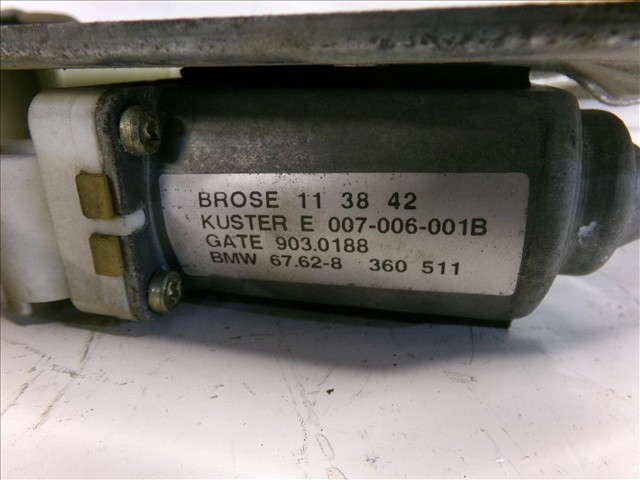 BROSE 11 38 42
KUSTER E 007-006-001B
GATE 903.0188
BMW 67.62-8 360 511